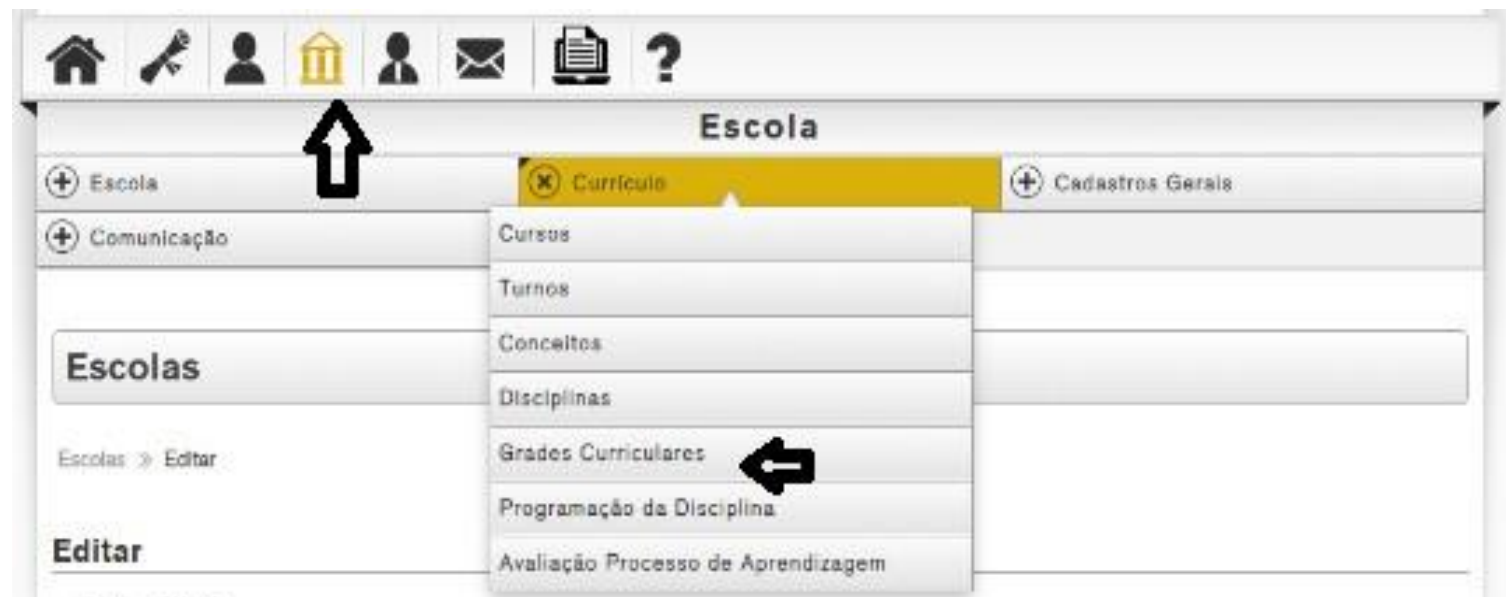 Escola
Escola
Currículo
Cadastros Gerais
Comunicação
Cursos
Turnos
Conceitos
Disciplinas
Grades Curriculares
Programação da Disciplina
Avaliação Processo de Aprendizagem
Escolas
Escolas » Editar
Editar